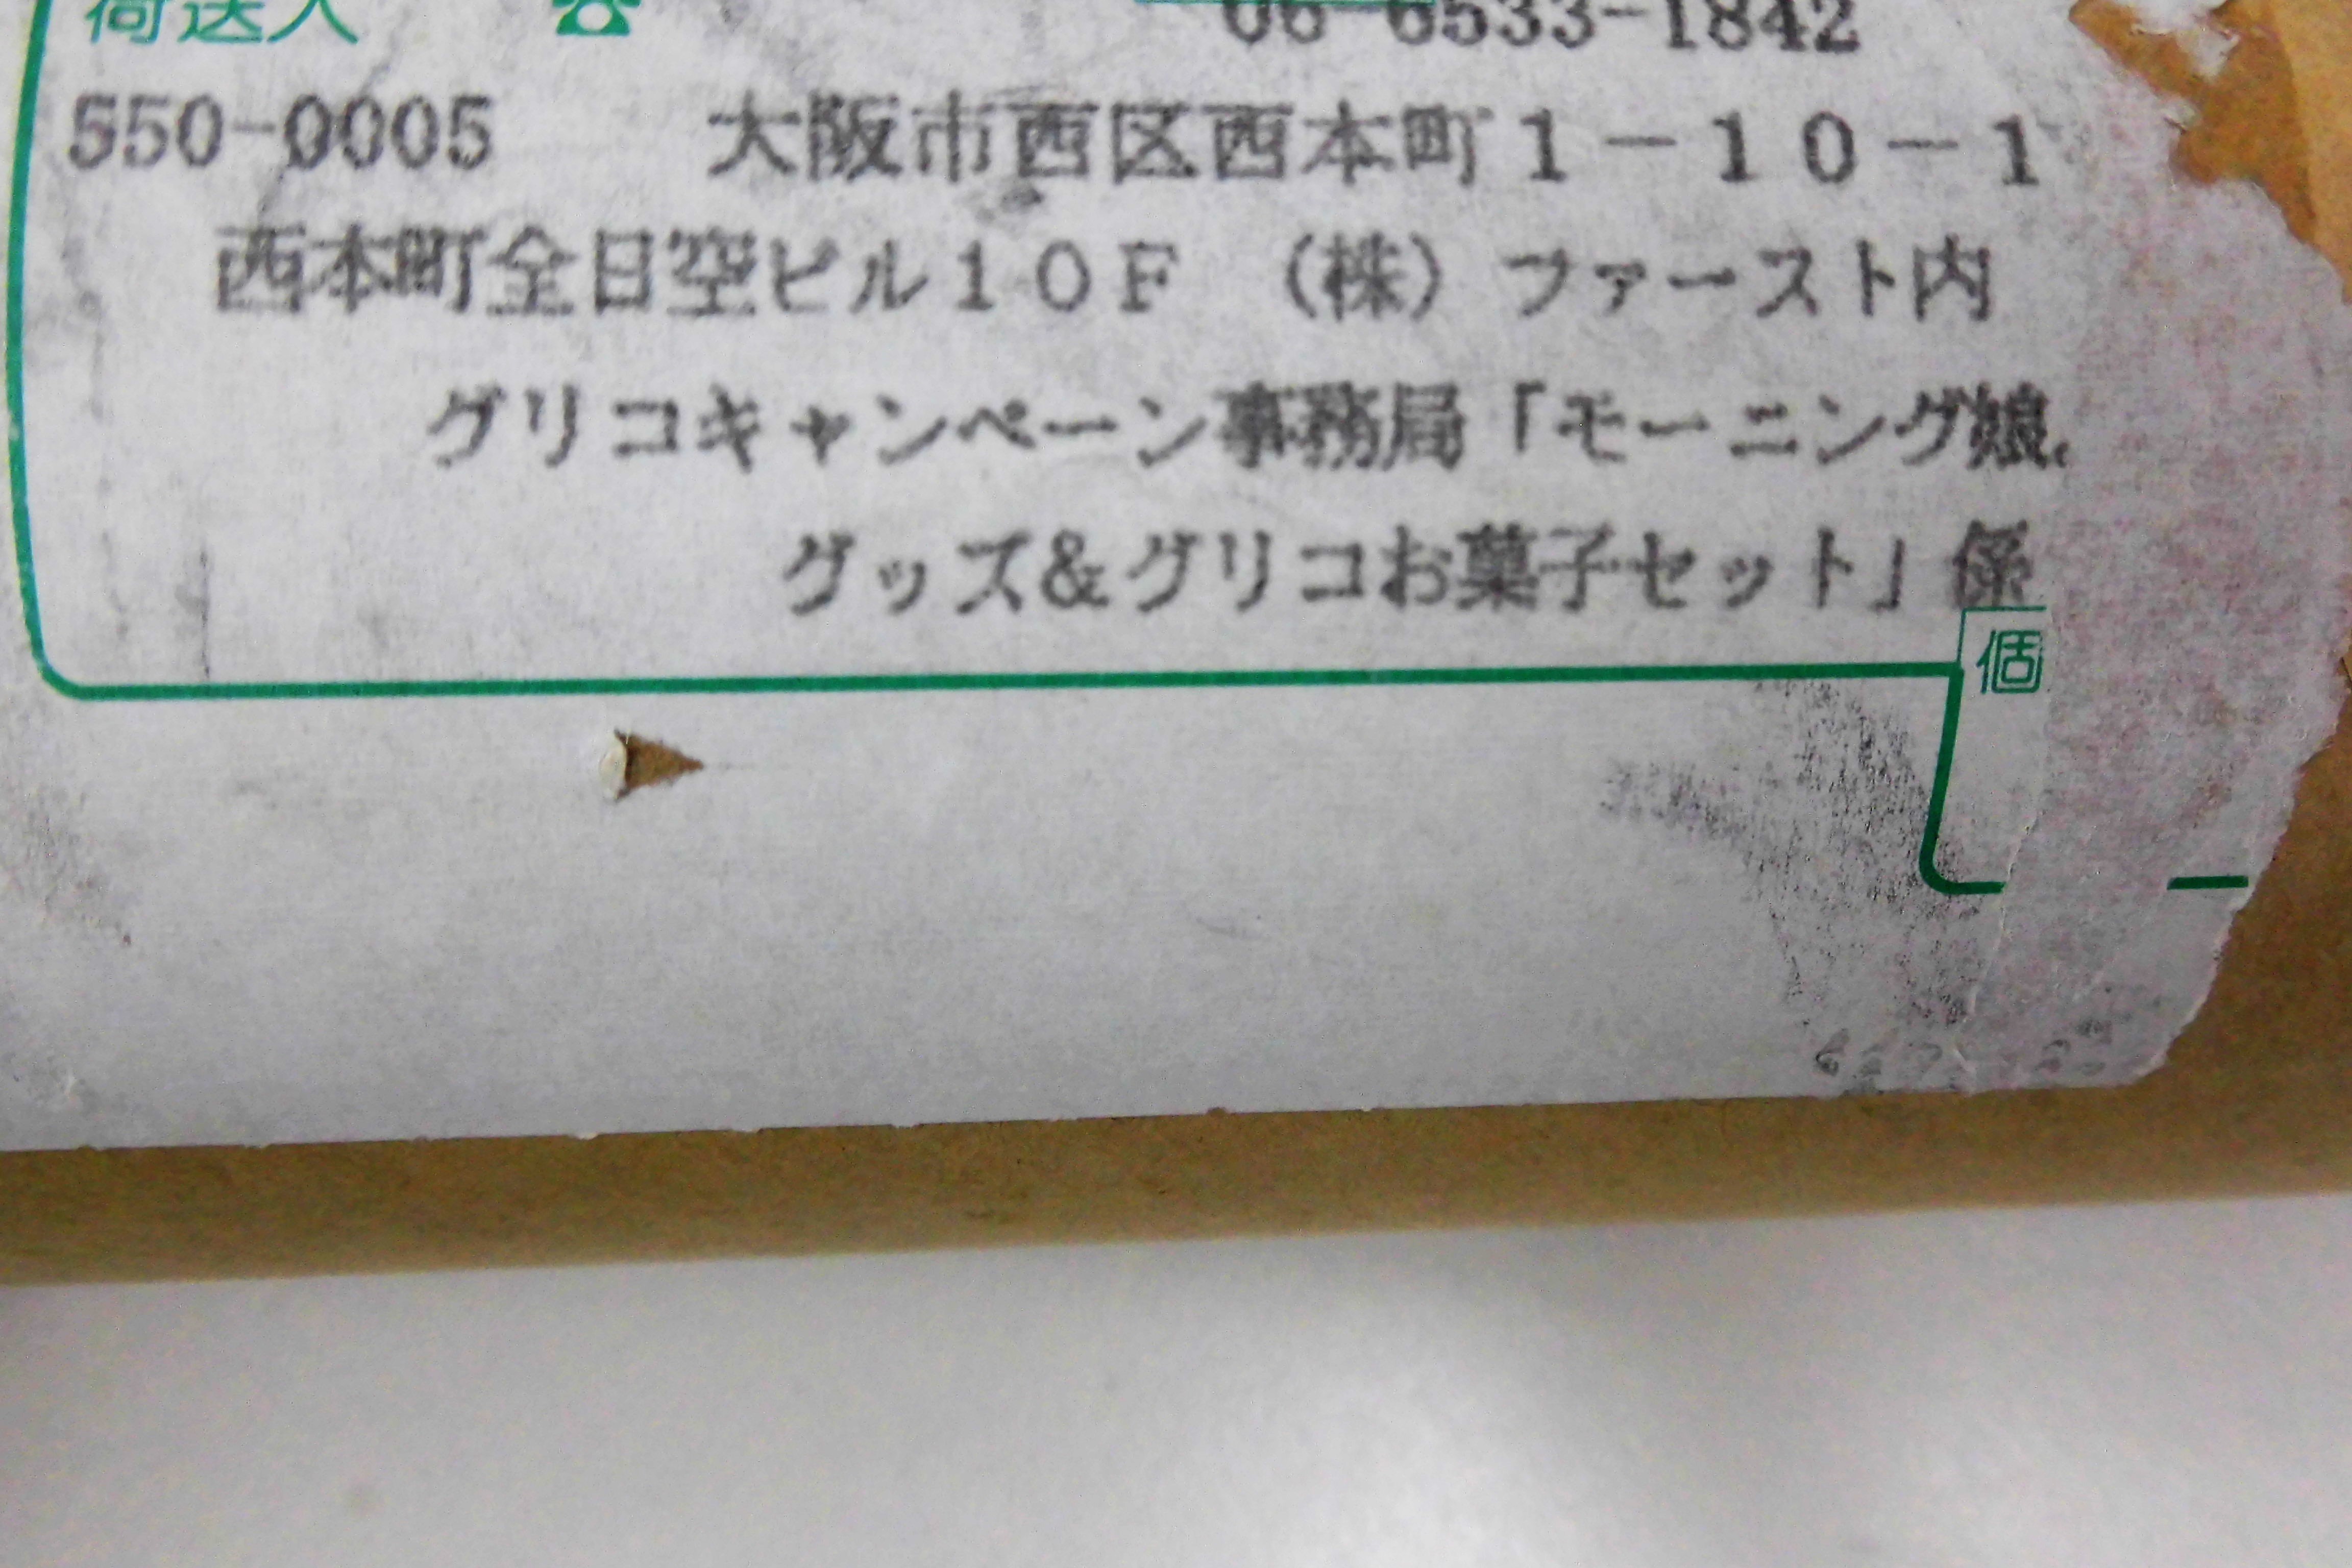 荷送人 ☎ 06-6533-1842
550-0005 大阪市西区西本町1-10-1
西本町全日空ビル10F (株)ファースト内
グリコキャンペーン事務局「モーニング娘.
グッズ&グリコお菓子セット」係
個